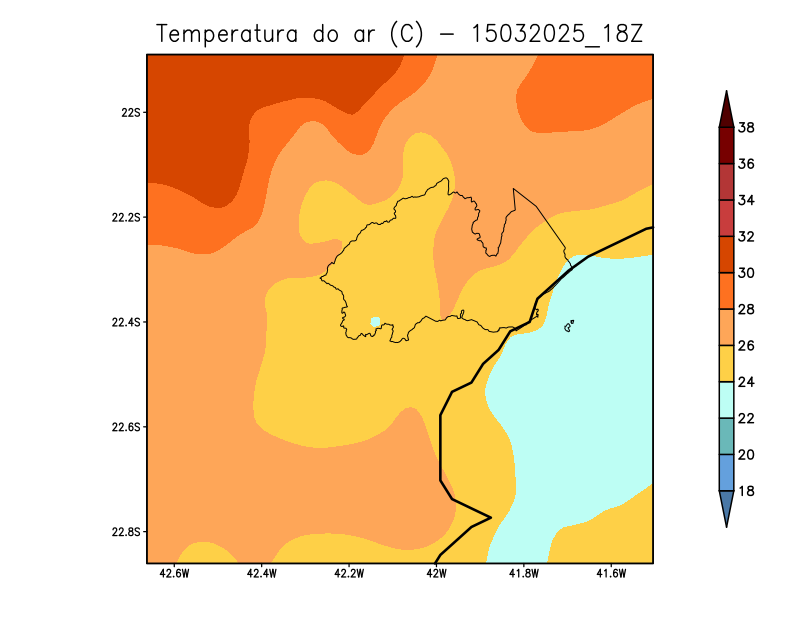 Temperatura do ar (C) - 15032025_18Z
22S
22.2S
22.4S
22.6S
22.8S
42.6W
42.4W
42.2W
42W
41.8W
41.6W
38
36
34
32
30
28
26
24
22
20
18